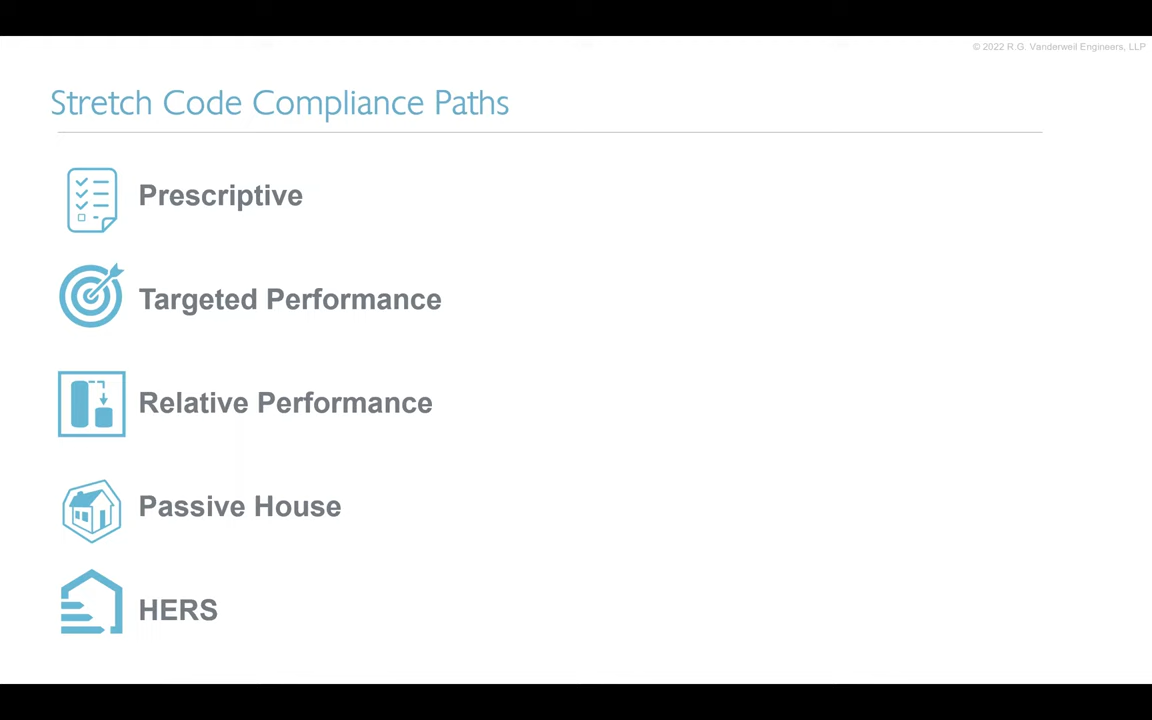 © 2022 R.G. Vanderweil Engineers, LLP
Stretch Code Compliance Paths
Prescriptive
Targeted Performance
Relative Performance
Passive House
HERS